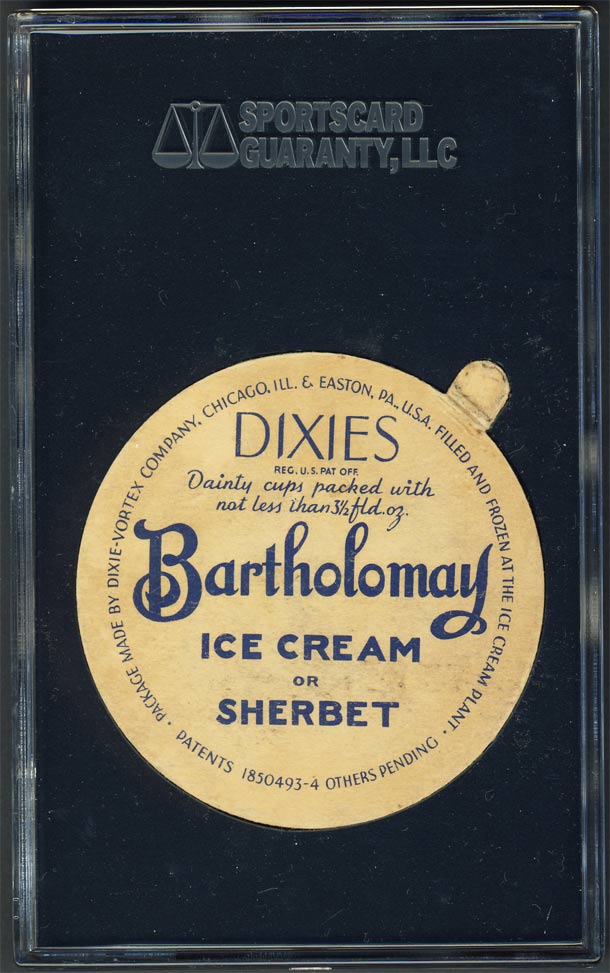 SPORTSCARD
GUARANTY, LLC
PACKAGE MADE BY DIXIE-VORTEX COMPANY, CHICAGO, ILL. & EASTON, PA., U.S.A. FILLED AND FROZEN AT THE ICE CREAM PLANT
DIXIES
REG. U.S. PAT OFF.
Dainty cups packed with
not less than 3½ fld. oz.
Bartholomay
ICE CREAM
OR
SHERBET
• PATENTS 1850493-4 OTHERS PENDING •